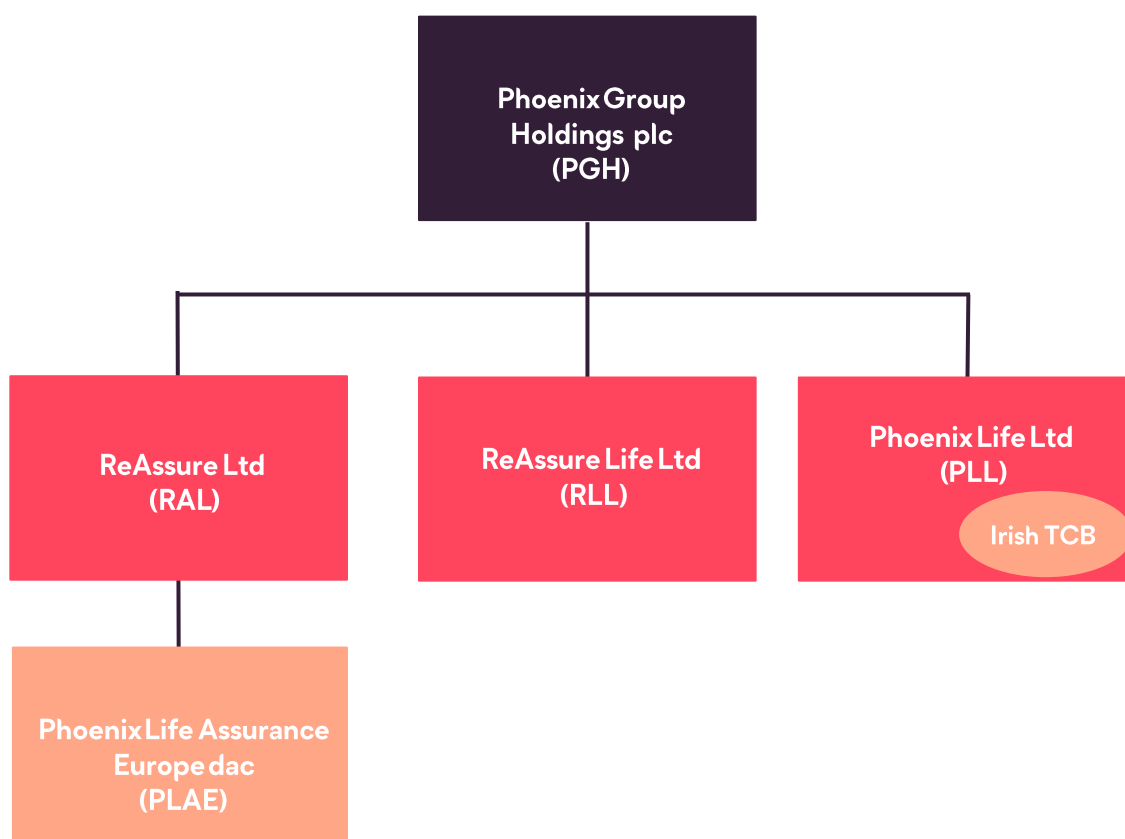 Phoenix Group
Holdings plc
(PGH)
ReAssure Ltd
(RAL)
ReAssure Life Ltd
(RLL)
Phoenix Life Ltd
(PLL)
Irish TCB
Phoenix Life Assurance
Europe dac
(PLAE)